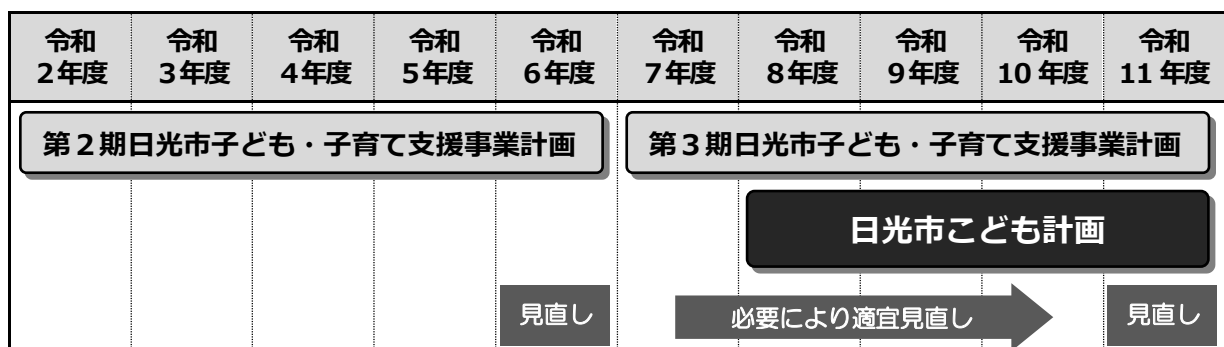 令和
2年度
令和
3年度
令和
4年度
令和
5年度
令和
6年度
令和
7年度
令和
8年度
令和
9年度
令和
10 年度
令和
11 年度
第2期日光市子ども・子育て支援事業計画
第3期日光市子ども・子育て支援事業計画
日光市こども計画
見直し
必要により適宜見直し
見直し